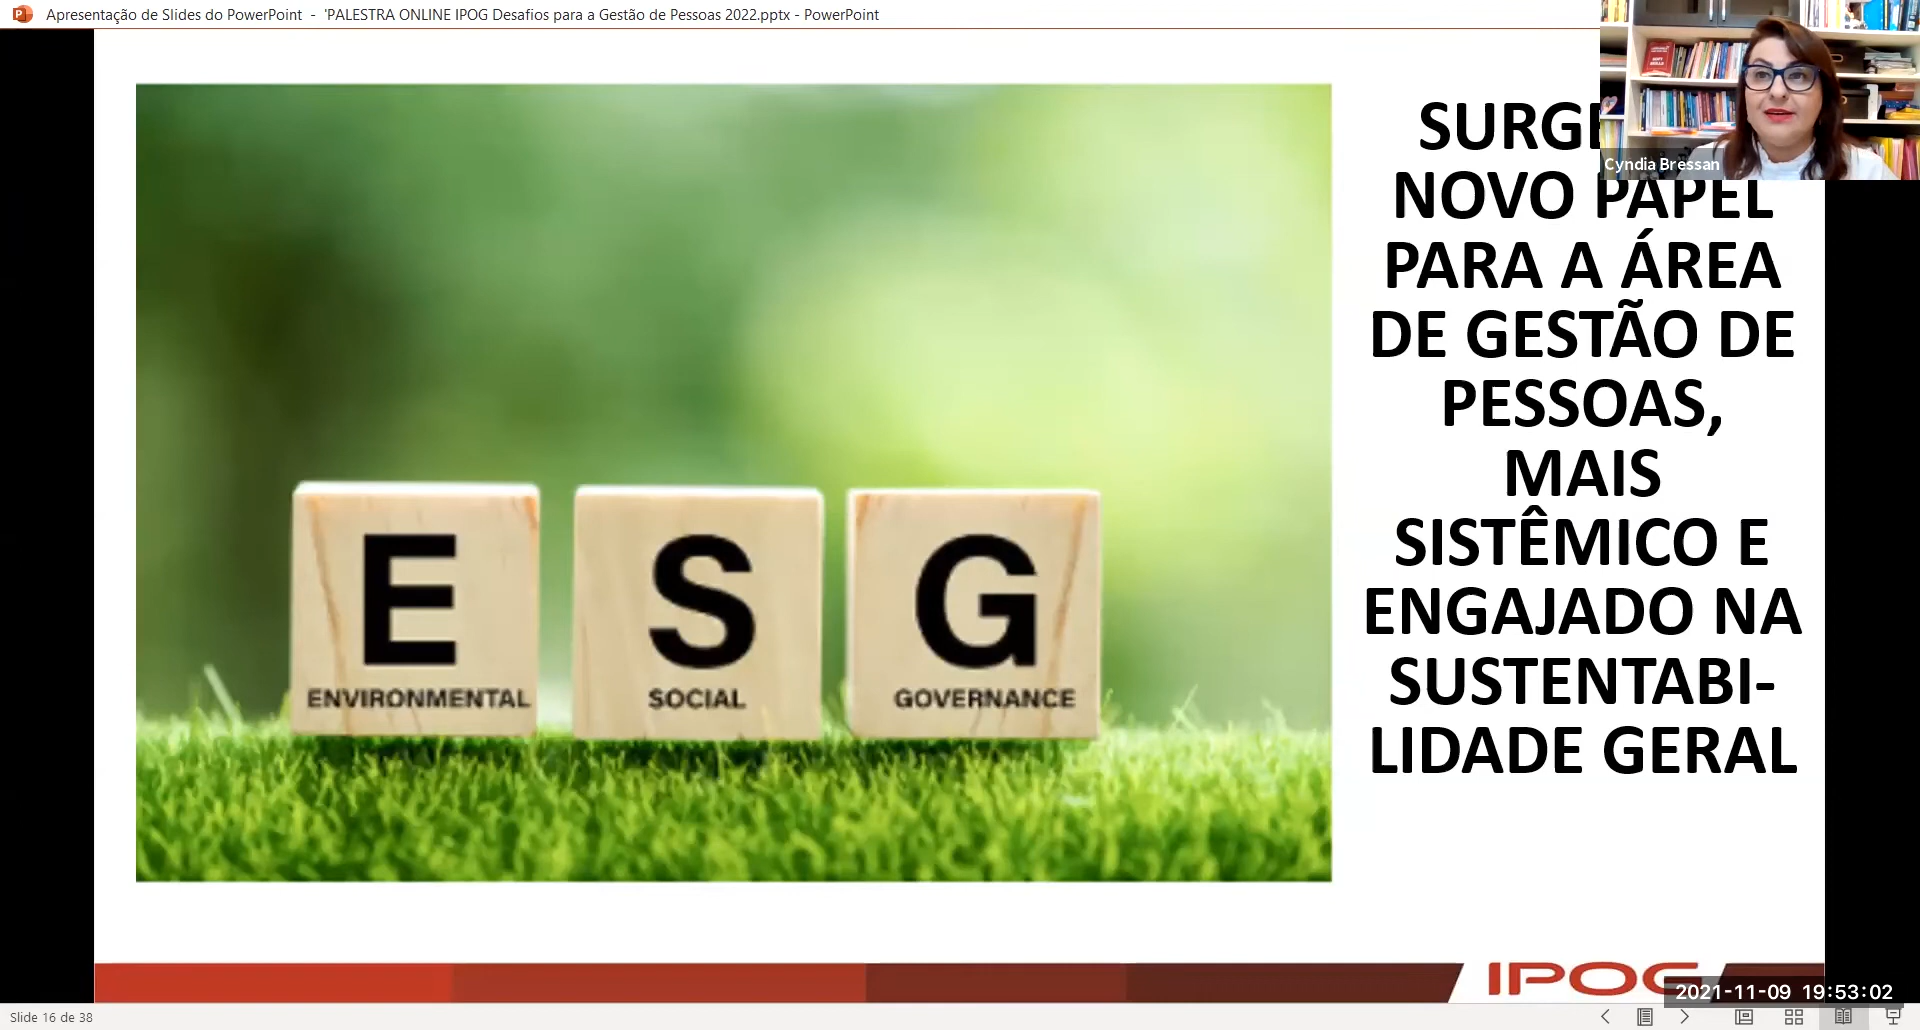 Apresentação de Slides do PowerPoint - 'PALESTRA ONLINE IPOG Desafios para a Gestão de Pessoas 2022.pptx - PowerPoint
Cyndia Bressan
NOVO PAPEL
PARA A ÁREA
DE GESTÃO DE
PESSOAS,
MAIS
SISTÊMICO E
ENGAJADO NA
SUSTENTABI-
LIDADE GERAL
E
ENVIRONMENTAL
S
SOCIAL
G
GOVERNANCE
IPOG
2021-11-09 19:53:02
Slide 16 de 38